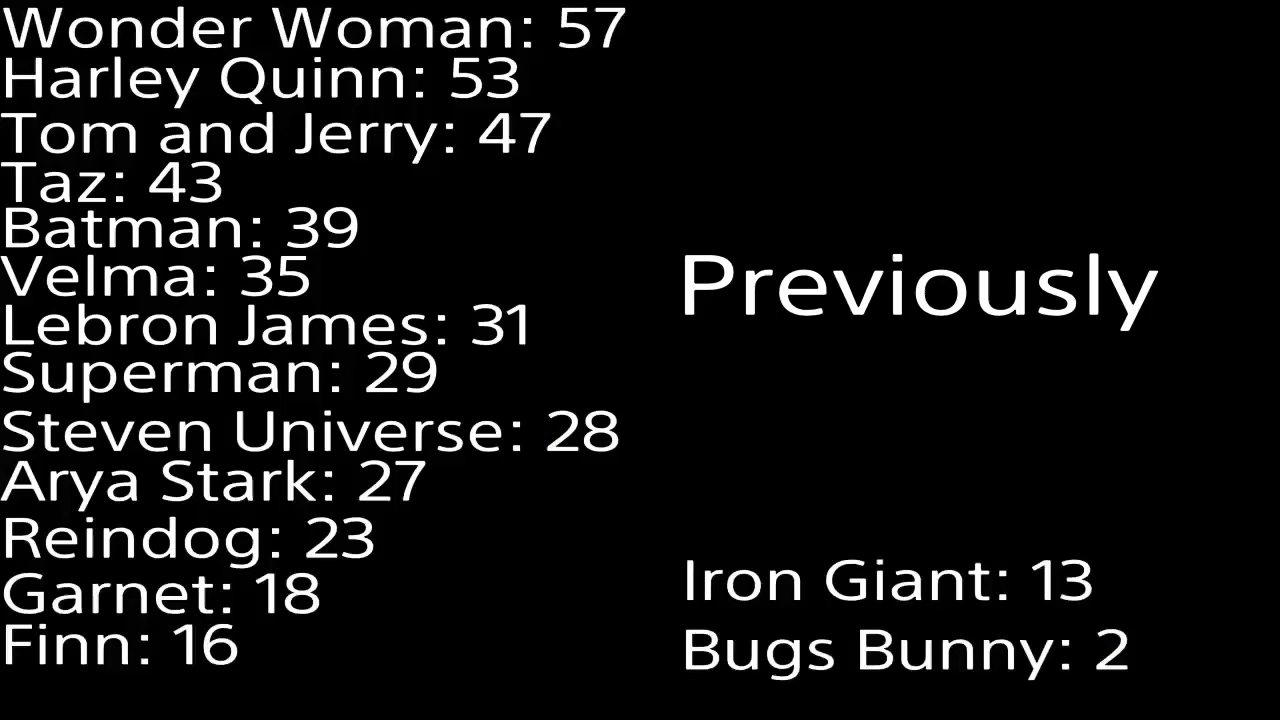 Wonder Woman: 57
Harley Quinn: 53
Tom and Jerry: 47
Taz: 43
Batman: 39
Velma: 35
Lebron James: 31
Superman: 29
Steven Universe: 28
Arya Stark: 27
Reindog: 23
Garnet: 18
Finn: 16
Previously
Iron Giant: 13
Bugs Bunny: 2